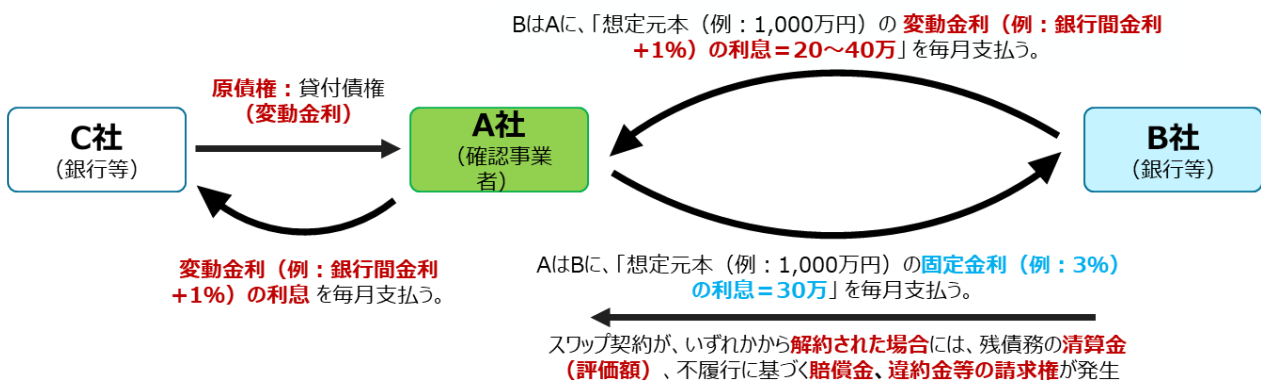 BはAに、「想定元本（例：1,000万円）の 変動金利（例：銀行間金利
+1%）の利息＝20～40万」を毎月支払う。
原債権：貸付債権
（変動金利）
C社
（銀行等）
A社
（確認事業
者）
B社
（銀行等）
変動金利（例：銀行間金利
+1%）の利息 を毎月支払う。
AはBに、「想定元本（例：1,000万円）の固定金利（例：3%）
の利息＝30万」を毎月支払う。
スワップ契約が、いずれかから解約された場合には、残債務の清算金
（評価額）、不履行に基づく賠償金、違約金等の請求権が発生